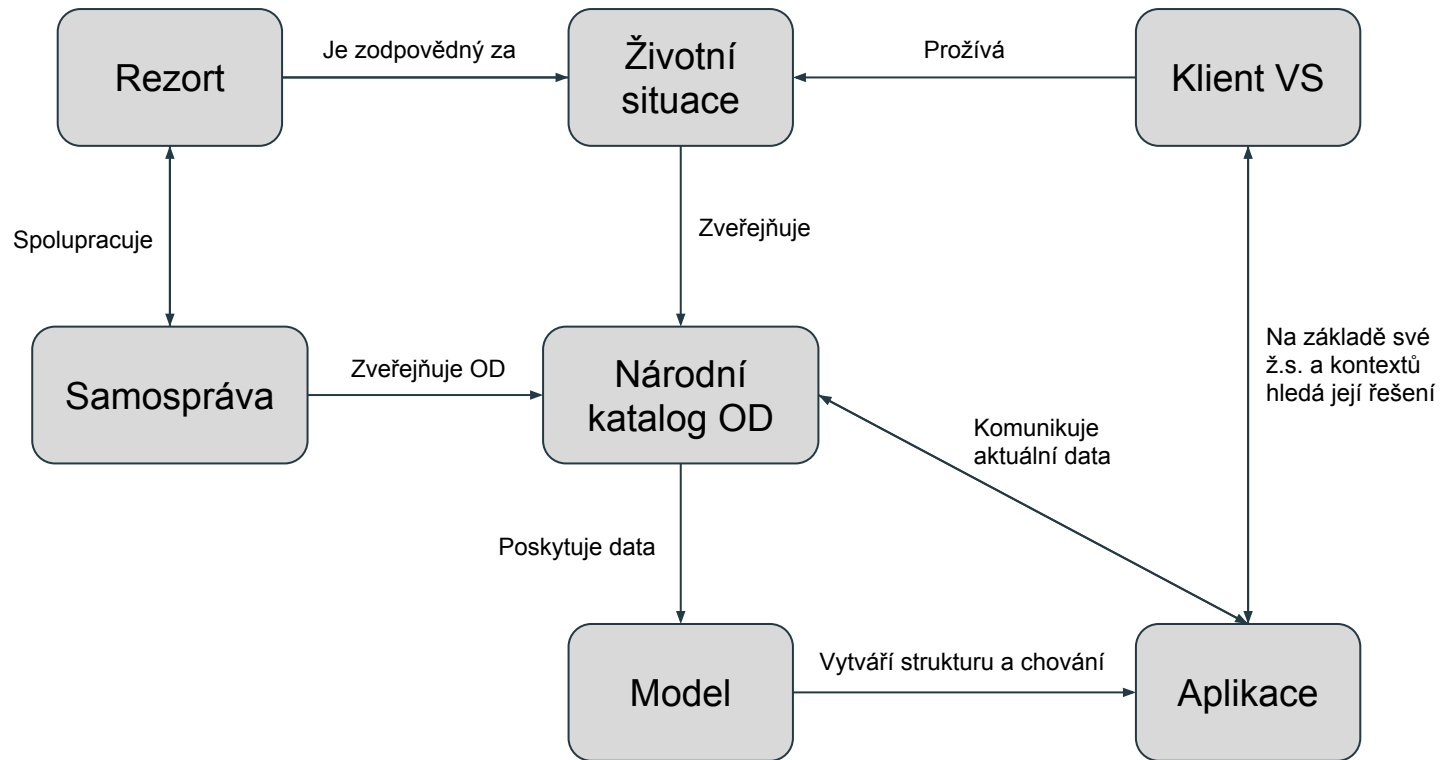 Rezort
Je zodpovědný za
Životní
situace
Prožívá
Klient VS
Spolupracuje
Zveřejňuje
Samospráva
Zveřejňuje OD
Národní
katalog OD
Na základě své
ž.s. a kontextů
hledá její řešení
Komunikuje
aktuální data
Poskytuje data
Model
Vytváří strukturu a chování
Aplikace